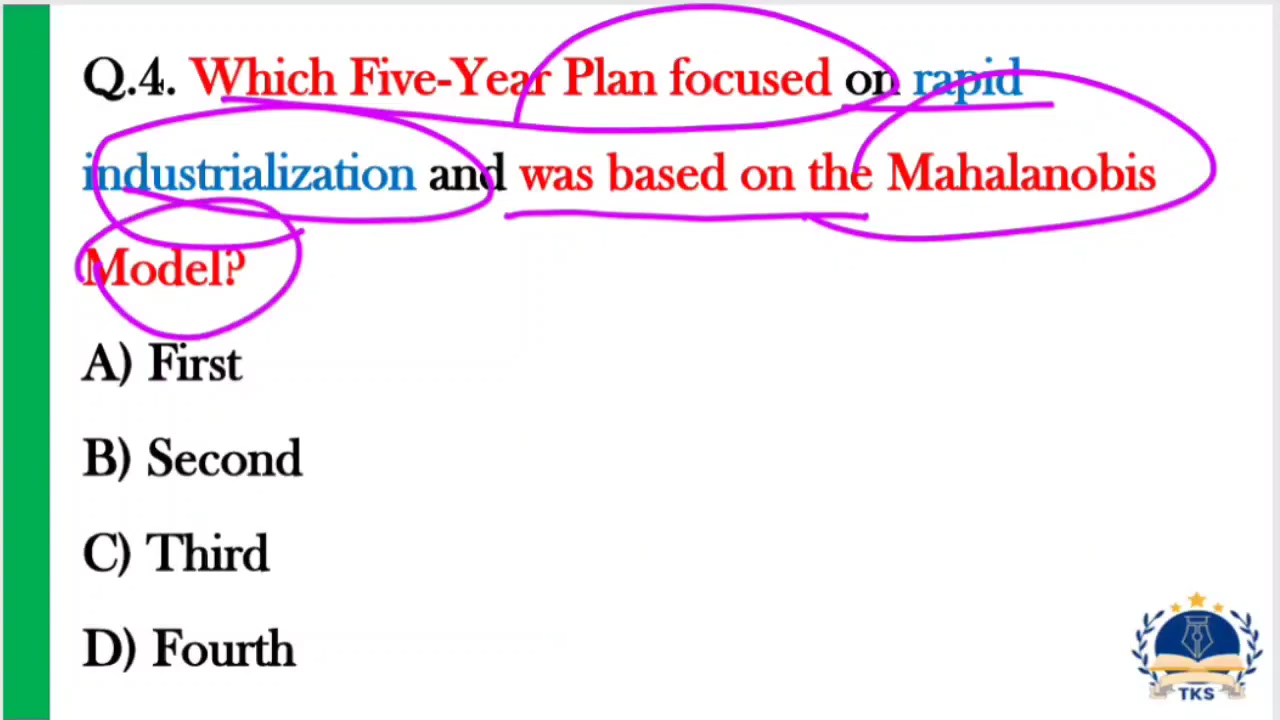 Q.4. Which Five-Year Plan focused on rapid
industrialization and was based on the Mahalanobis
Model?
A) First
B) Second
C) Third
D) Fourth
TKS